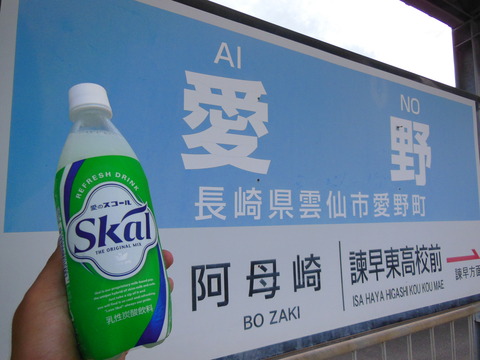 AI
NO
愛
野
長崎県雲仙市愛野町
阿母崎
BO ZAKI
諫早東高校前
ISA HAYA HIGASHI KOU KOU MAE
諫早方面
REFRESH DRINK
愛のスコール
Skal
THE ORIGINAL MIX
乳性炭酸飲料